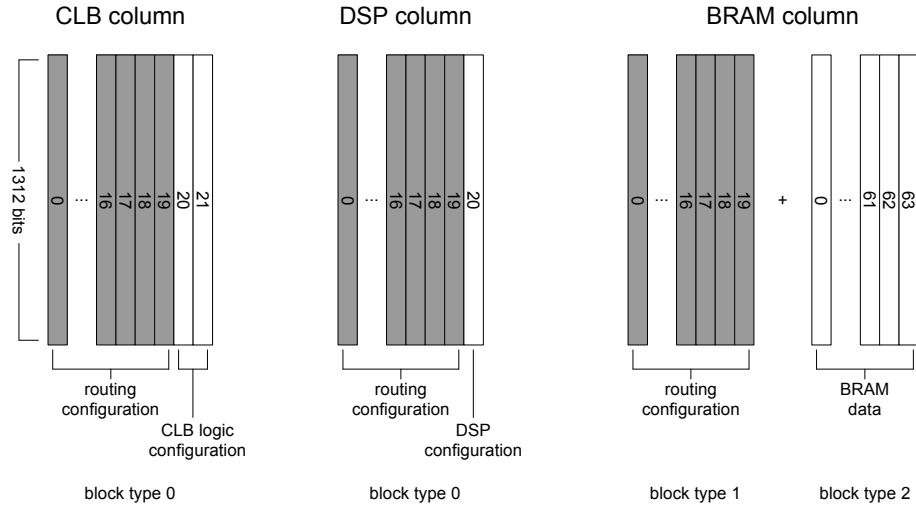 CLB column
DSP column
BRAM column
1312 bits
0
...
16
17
18
19
20
21
0
...
16
17
18
19
20
0
...
16
17
18
19
+
0
...
61
62
63
routing
configuration
CLB logic
configuration
routing
configuration
DSP
configuration
routing
configuration
BRAM
data
block type 0
block type 0
block type 1
block type 2